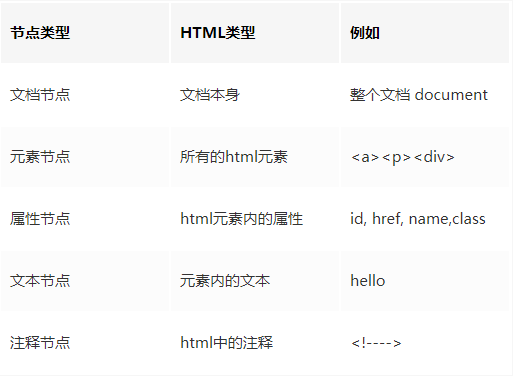 节点类型 HTML类型 例如
文档节点 文档本身 整个文档 document
元素节点 所有的html元素 <a><p><div>
属性节点 html元素内的属性 id, href, name,class
文本节点 元素内的文本 hello
注释节点 html中的注释 <!---->